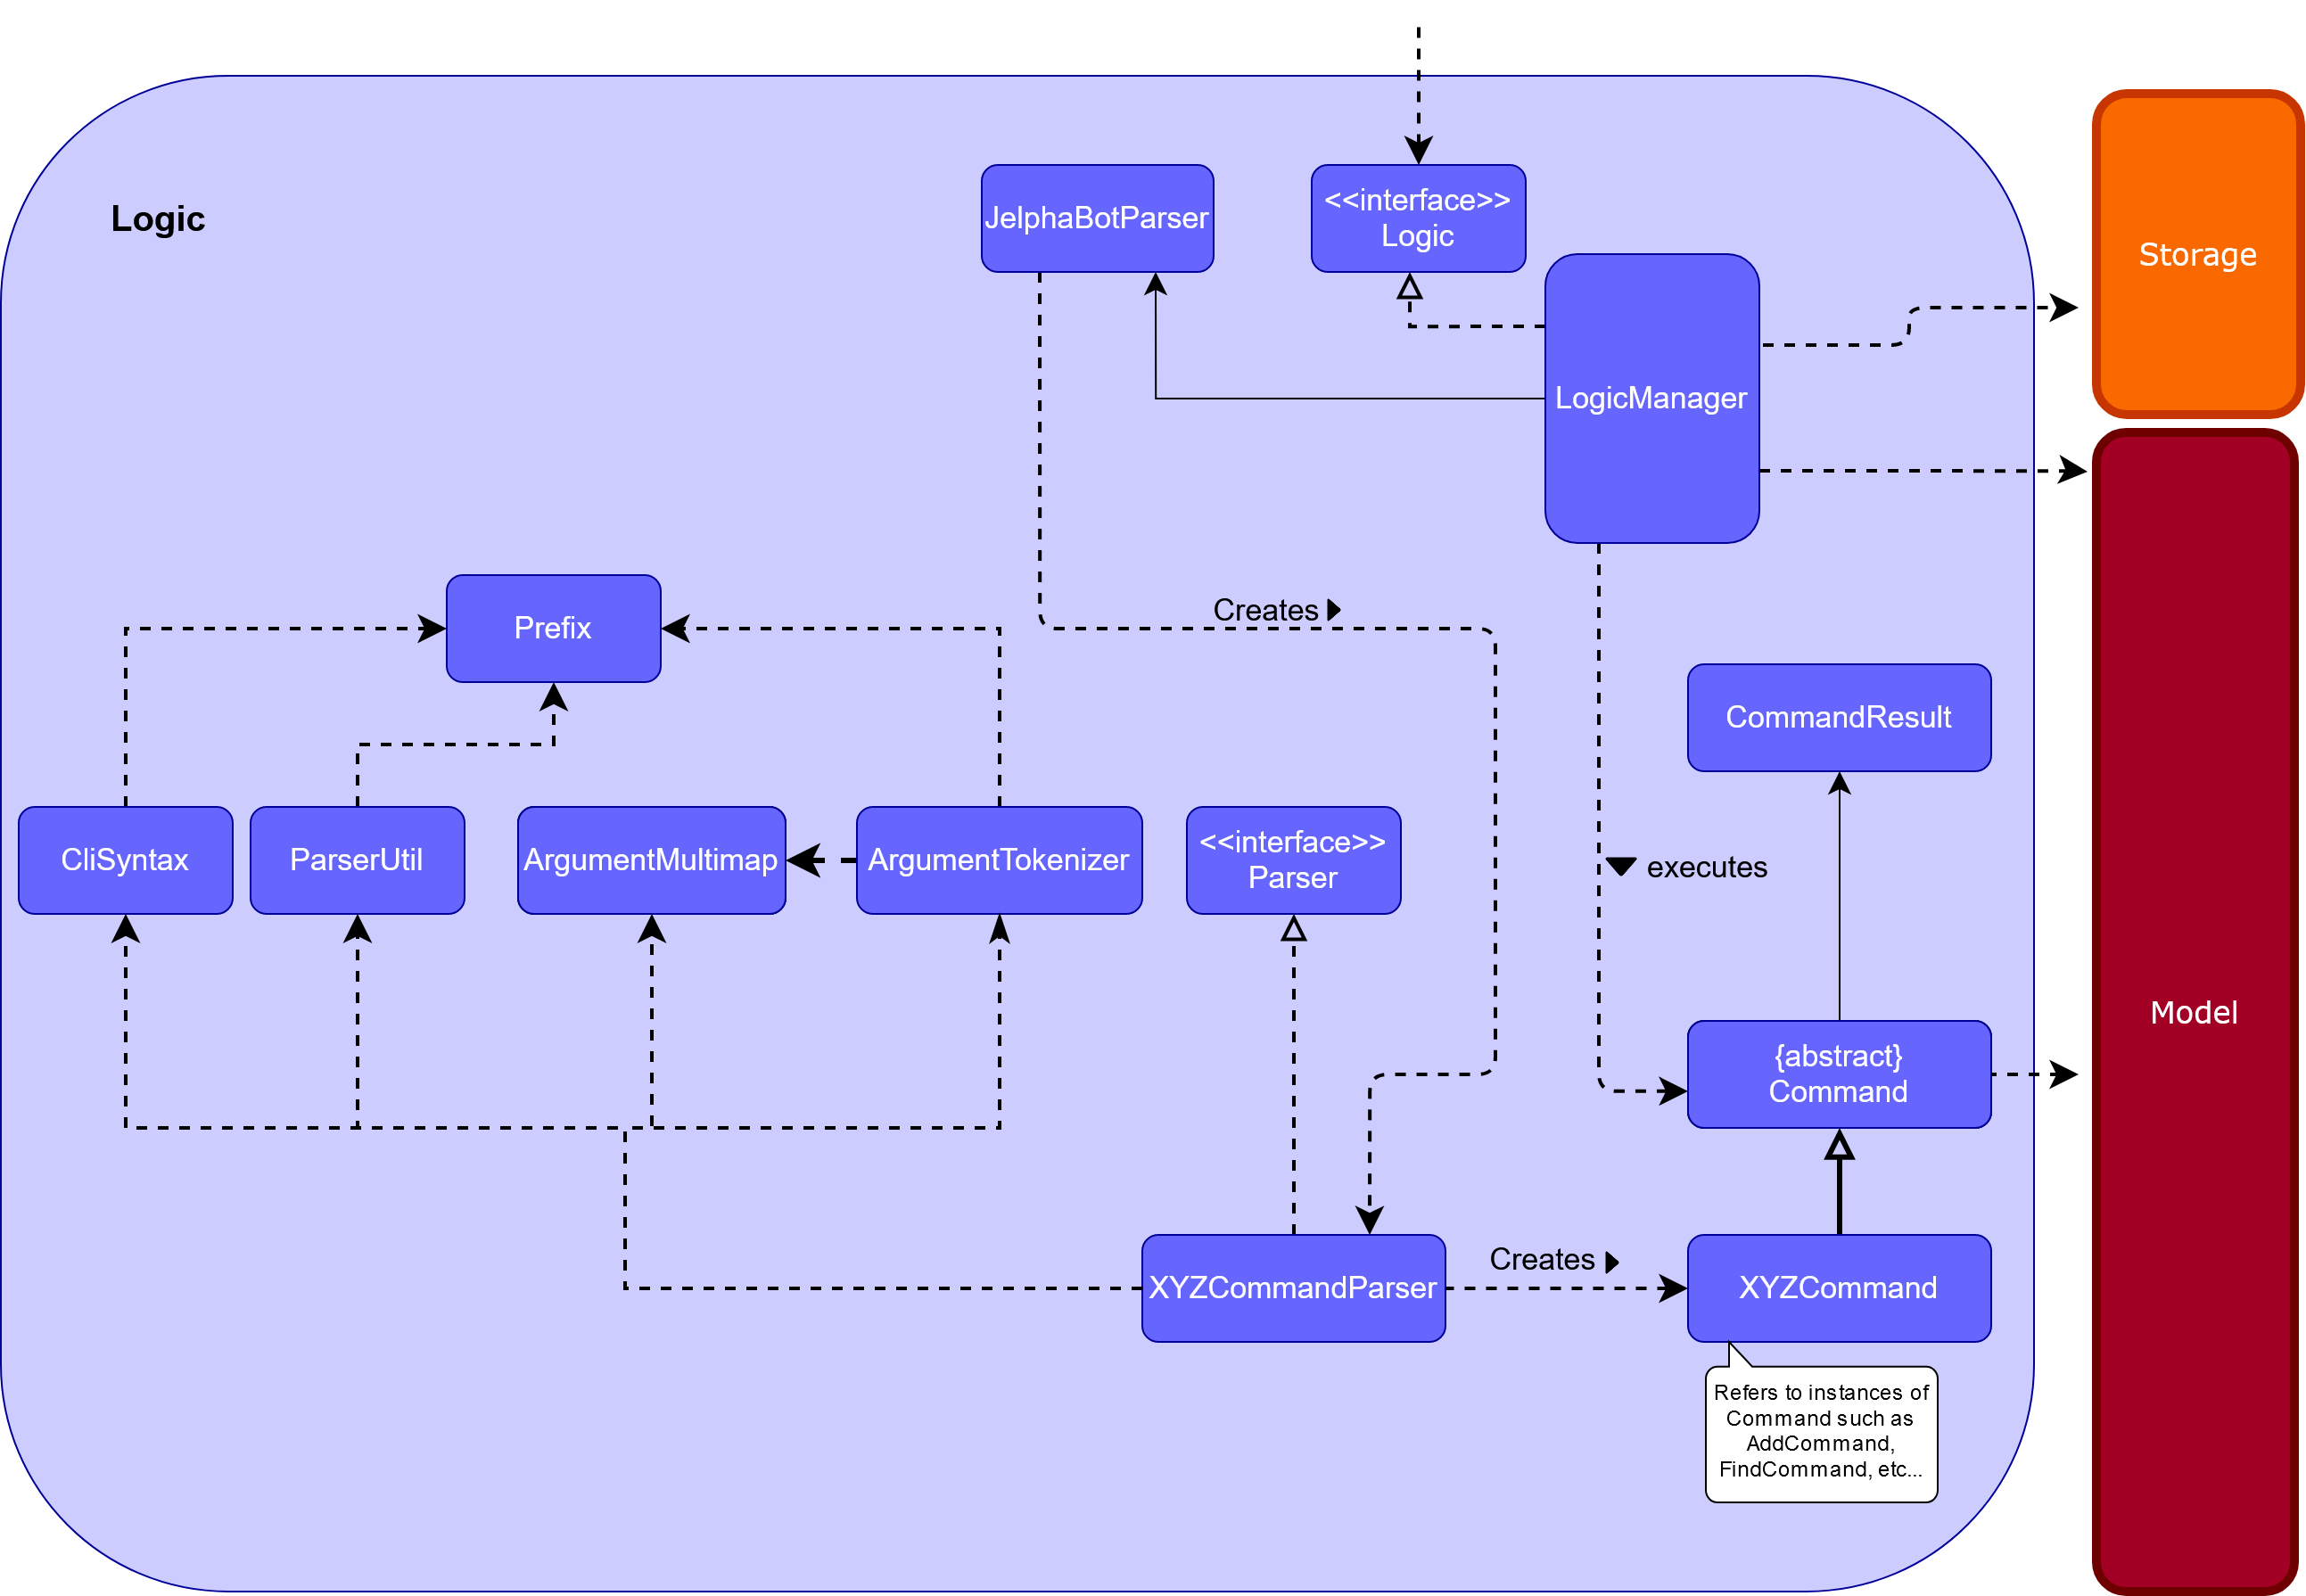 Logic
JelphaBotParser
<<interface>>
Logic
LogicManager
Storage
Creates
Prefix
CommandResult
CliSyntax
ParserUtil
ArgumentMultimap
ArgumentTokenizer
<<interface>>
Parser
executes
Model
{abstract}
Command
Creates
XYZCommandParser
XYZCommand
Refers to instances of
Command such as
AddCommand,
FindCommand, etc...